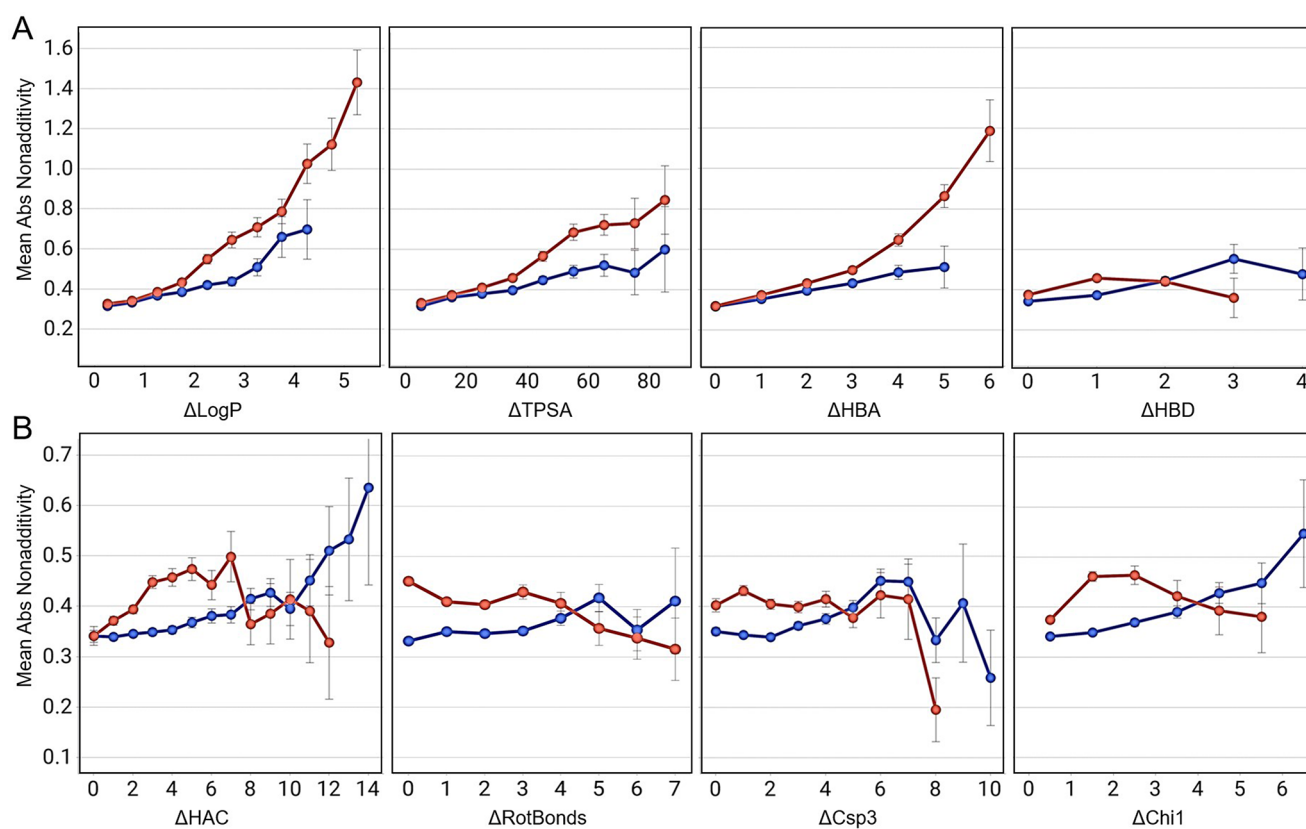 A
Mean Abs Nonadditivity
1.6
1.4
1.2
1.0
0.8
0.6
0.4
0.2
0 1 2 3 4 5
0 20 40 60 80
0 1 2 3 4 5 6
0 1 2 3 4
ΔLogP
ΔTPSA
ΔHBA
ΔHBD
B
Mean Abs Nonadditivity
0.7
0.6
0.5
0.4
0.3
0.2
0.1
0 2 4 6 8 10 12 14
0 1 2 3 4 5 6 7
0 2 4 6 8 10
0 1 2 3 4 5 6
ΔHAC
ΔRotBonds
ΔCsp3
ΔChi1